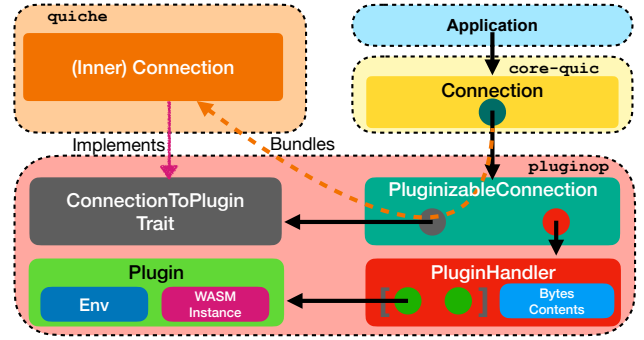 quiche
(Inner) Connection
Application
core-quic
Connection
Implements
Bundles
pluginop
ConnectionToPlugin
Trait
PluginizableConnection
Plugin
Env
WASM
Instance
PluginHandler
[ ]
Bytes
Contents